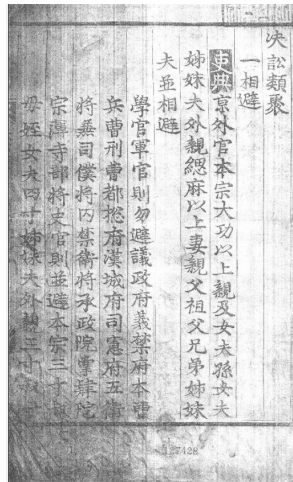 决訟類聚
一相避
吏典京外官本宗大功以上親及女夫孫女夫
姉妹夫外親緦麻以上妻親父祖父兄弟姉妹
夫並相避
學官軍官則勿避議政府義禁府本曹
兵曹刑曹都摠府漢城府司憲府五衛
將兼司僕將內禁衛將承政院掌隷院
宗簿寺部將史官則並避本宗三寸
母姪女夫四寸姉妹夫外親三寸叔
127428